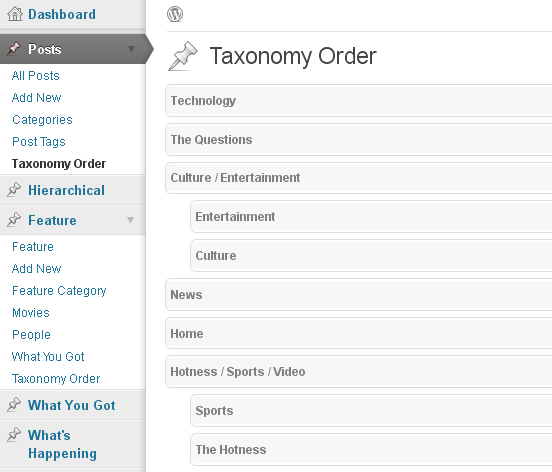 Dashboard
Posts
All Posts
Add New
Categories
Post Tags
Taxonomy Order
Hierarchical
Feature
Feature
Add New
Feature Category
Movies
People
What You Got
Taxonomy Order
What You Got
What's
Happening
Taxonomy Order
Technology
The Questions
Culture / Entertainment
Entertainment
Culture
News
Home
Hotness / Sports / Video
Sports
The Hotness